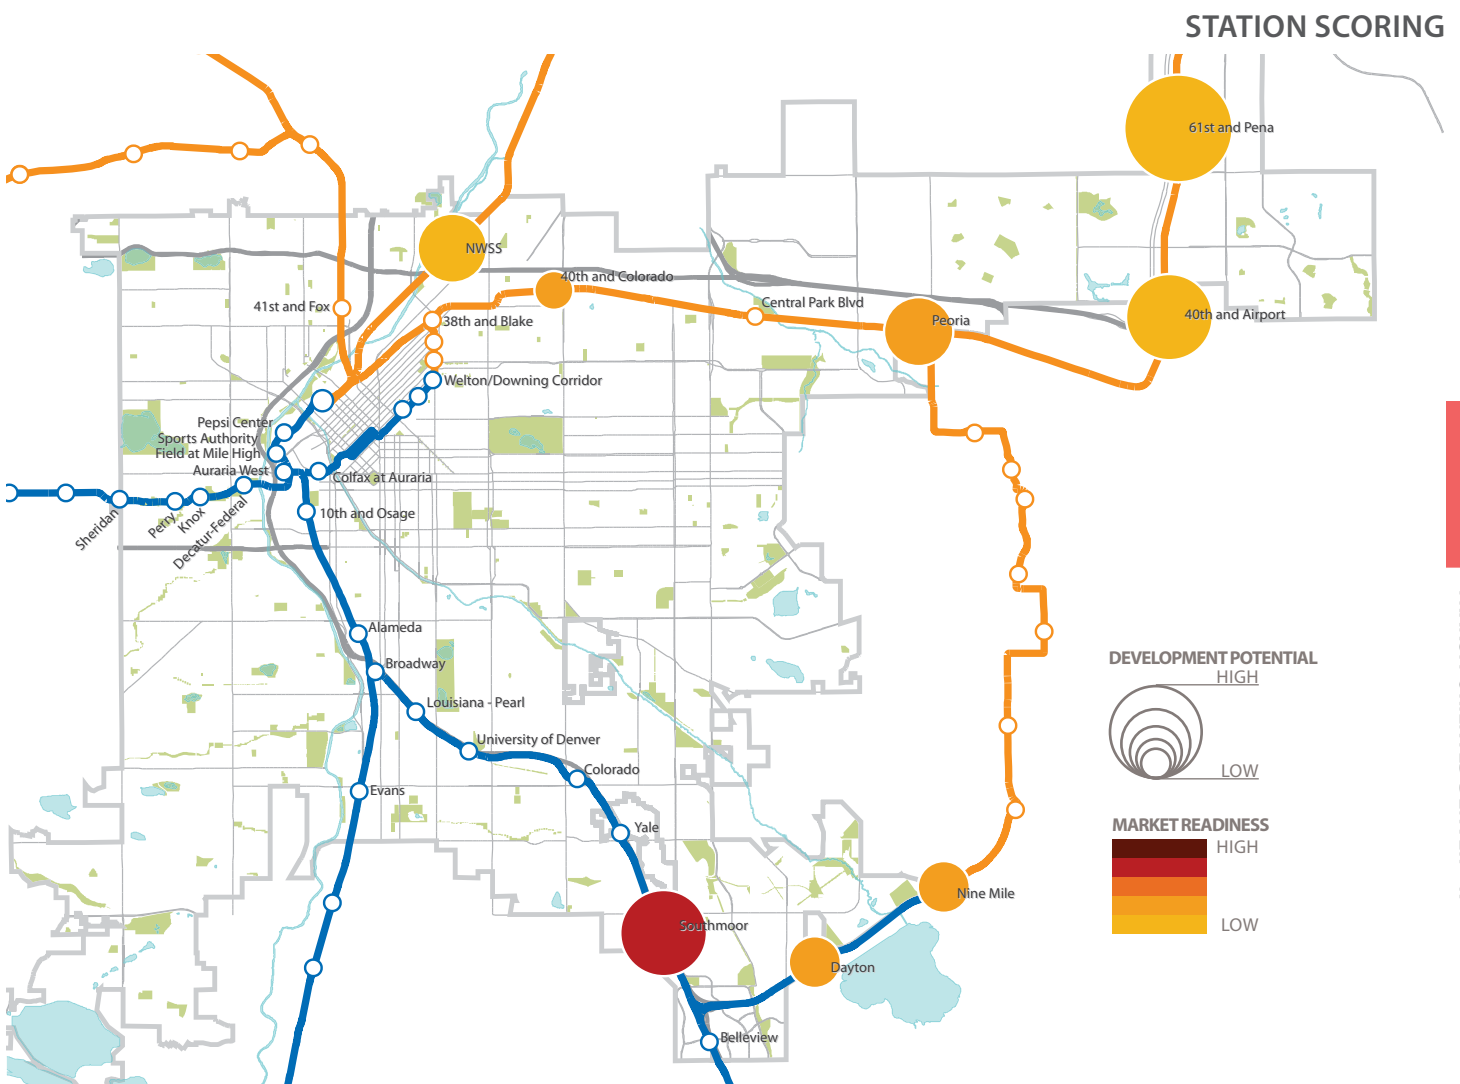 STATION SCORING
61st and Pena
NWSS
40th and Colorado
41st and Fox
38th and Blake
Central Park Blvd
Peoria
40th and Airport
Welton/Downing Corridor
Pepsi Center
Sports Authority
Field at Mile High
Auraria West
Colfax at Auraria
10th and Osage
Sheridan
Perry
Knox
Decatur-Federal
Alameda
Broadway
Louisiana - Pearl
University of Denver
Colorado
Evans
Yale
Southmoor
Nine Mile
Dayton
Belleview
DEVELOPMENT POTENTIAL
HIGH
LOW
MARKET READINESS
HIGH
LOW